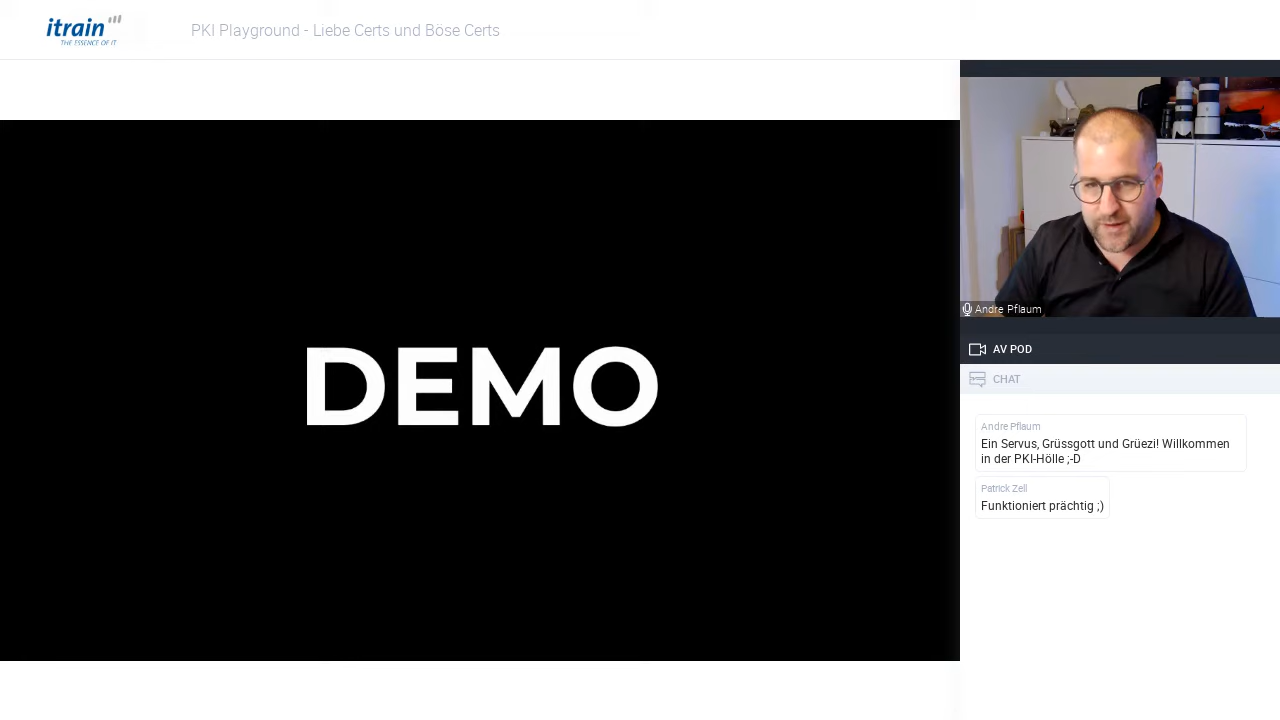 itrain
THE ESSENCE OF IT
PKI Playground - Liebe Certs und Böse Certs
DEMO
Andre Pflaum
AV POD
CHAT
Andre Pflaum
Ein Servus, Grüssgott und Grüezi! Willkommen
in der PKI-Hölle ;-D
Patrick Zell
Funktioniert prächtig ;)